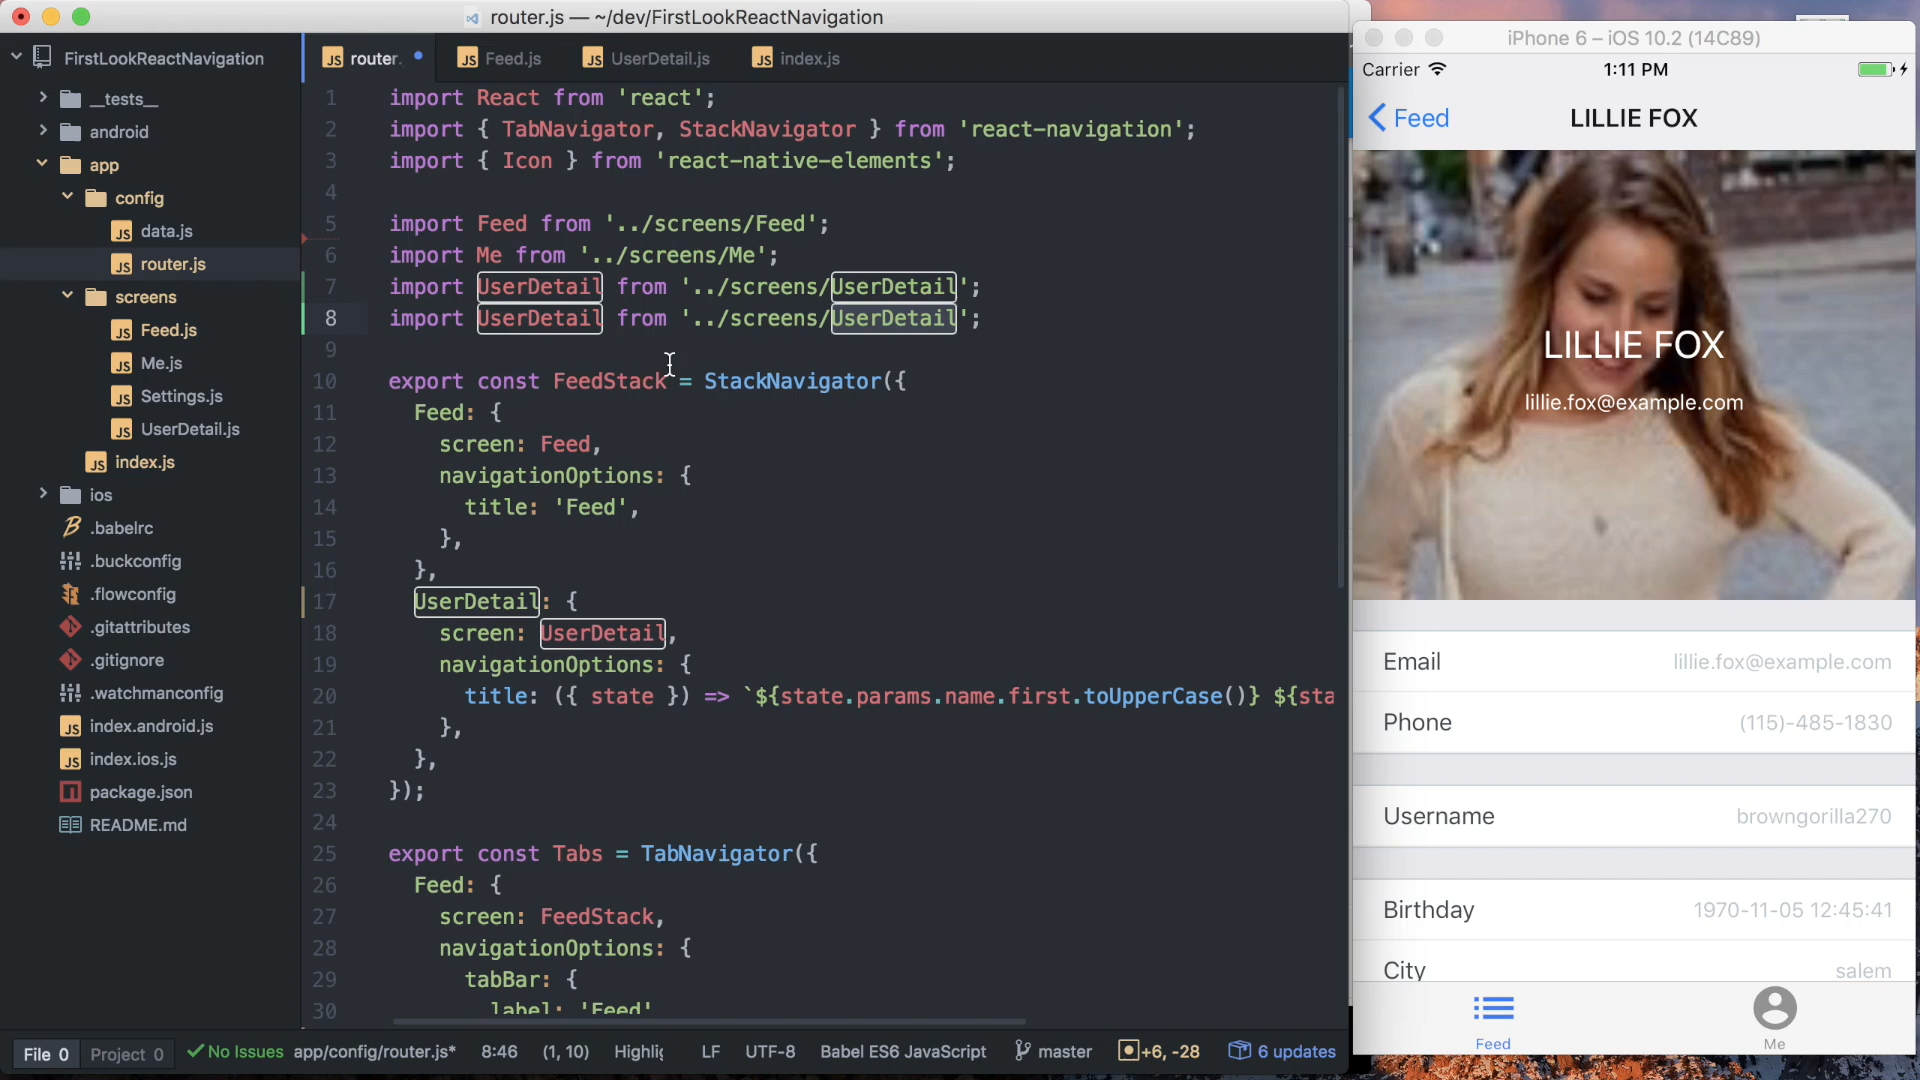 router.js — ~/dev/FirstLookReactNavigation
FirstLookReactNavigation
__tests__
android
app
config
data.js
router.js
screens
Feed.js
Me.js
Settings.js
UserDetail.js
index.js
ios
.babelrc
.buckconfig
.flowconfig
.gitattributes
.gitignore
.watchmanconfig
index.android.js
index.ios.js
package.json
README.md
router. Feed.js UserDetail.js index.js
1 import React from 'react';
2 import { TabNavigator, StackNavigator } from 'react-navigation';
3 import { Icon } from 'react-native-elements';
4
5 import Feed from '../screens/Feed';
6 import Me from '../screens/Me';
7 import UserDetail from '../screens/UserDetail';
8 import UserDetail from '../screens/UserDetail';
9
10 export const FeedStack = StackNavigator({
11 Feed: {
12 screen: Feed,
13 navigationOptions: {
14 title: 'Feed',
15 },
16 },
17 UserDetail: {
18 screen: UserDetail,
19 navigationOptions: {
20 title: ({ state }) => `${state.params.name.first.toUpperCase()} ${sta
21 },
22 },
23 });
24
25 export const Tabs = TabNavigator({
26 Feed: {
27 screen: FeedStack,
28 navigationOptions: {
29 tabBar: {
30 label: 'Feed'
File 0 Project 0 No Issues app/config/router.js* 8:46 (1, 10) Highlig LF UTF-8 Babel ES6 JavaScript master +6, -28 6 updates
iPhone 6 – iOS 10.2 (14C89)
Carrier 1:11 PM
Feed LILLIE FOX
LILLIE FOX
lillie.fox@example.com
Email lillie.fox@example.com
Phone (115)-485-1830
Username browngorilla270
Birthday 1970-11-05 12:45:41
City salem
Feed Me